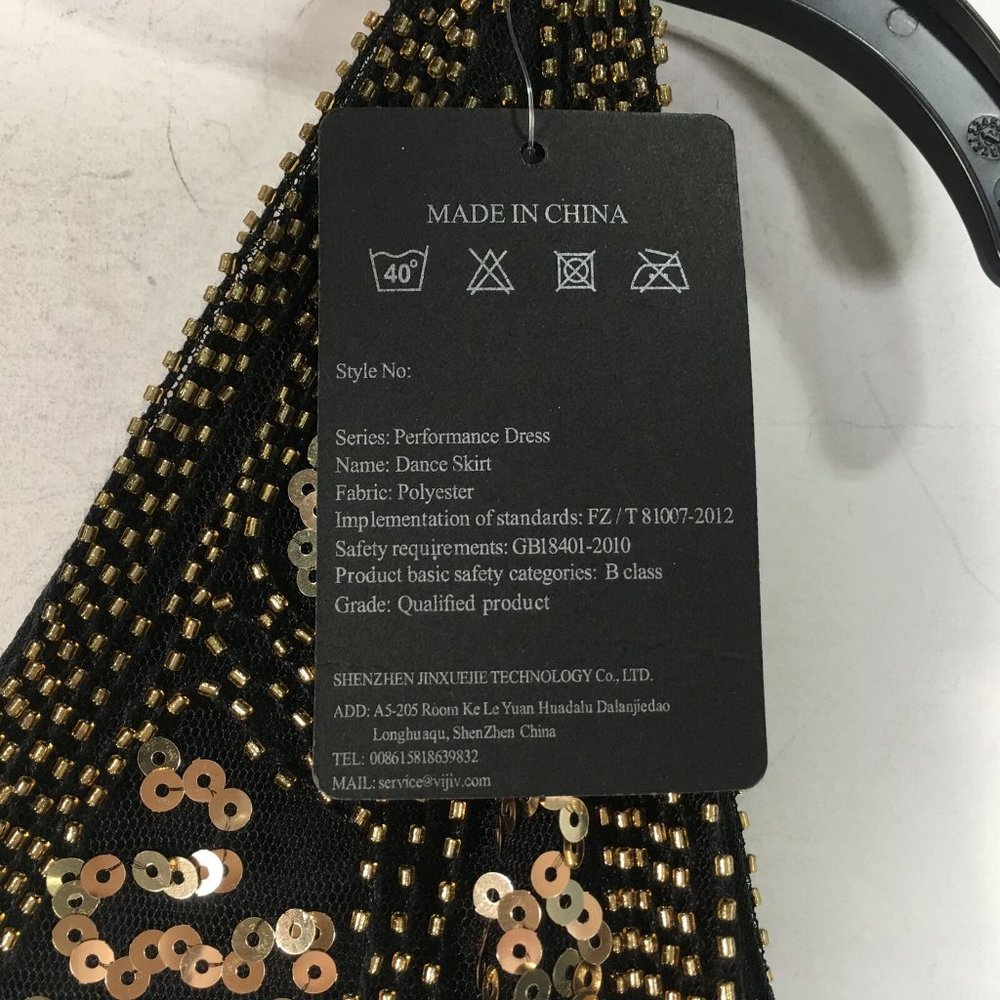 MADE IN CHINA
40°
Style No:
Series: Performance Dress
Name: Dance Skirt
Fabric: Polyester
Implementation of standards: FZ / T 81007-2012
Safety requirements: GB18401-2010
Product basic safety categories: B class
Grade: Qualified product
SHENZHEN JINXUEJIE TECHNOLOGY Co., LTD.
ADD: A5-205 Room Ke Le Yuan Huadalu Dalanjiedao
Longhuaqu, ShenZhen China
TEL: 008615818639832
MAIL: service@vijiv.com